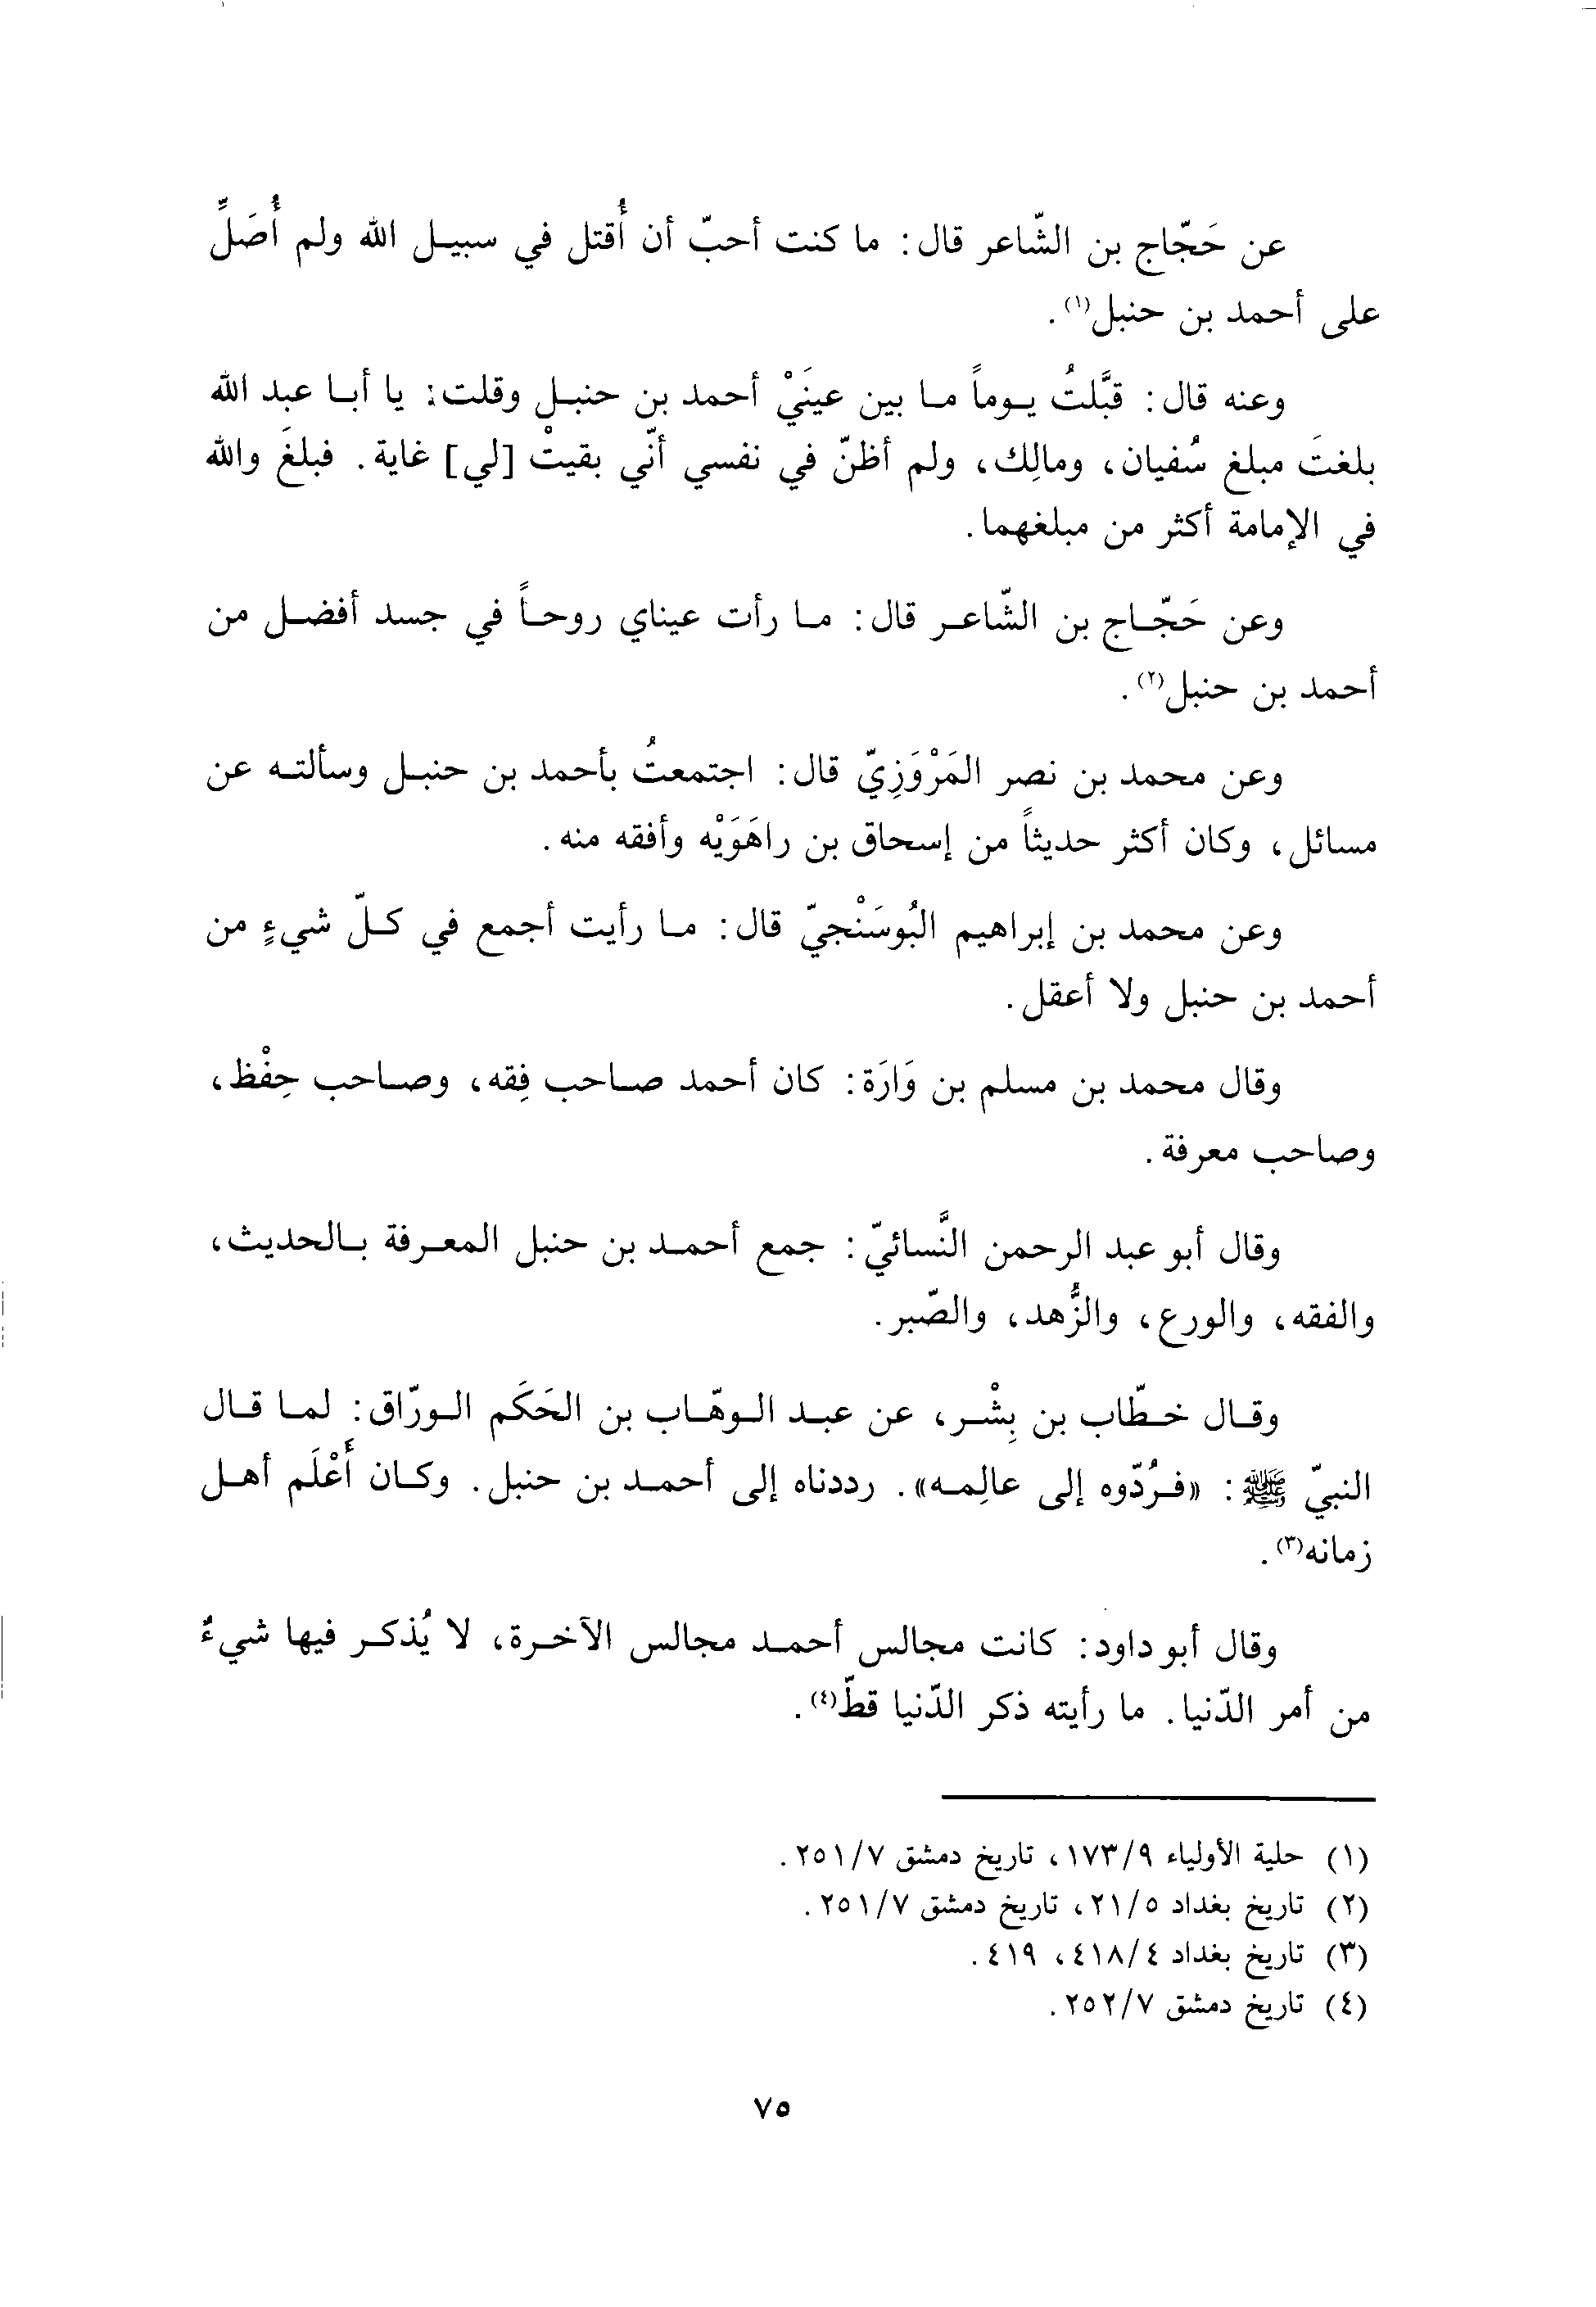 عن حَجّاج بن الشّاعر قال: ما كنت أحبّ أن أُقتل في سبيل الله ولم أُصَلِّ
على أحمد بن حنبل(١).
وعنه قال: قبَّلتُ يوماً ما بين عينَيْ أحمد بن حنبل وقلت: يا أبا عبد الله
بلغتَ مبلغ سُفيان، ومالِك، ولم أظنّ في نفسي أنّي بقيتْ [لي] غاية. فبلغَ والله
في الإمامة أكثر من مبلغهما.
وعن حَجّاج بن الشّاعر قال: ما رأت عيناي روحاً في جسد أفضل من
أحمد بن حنبل(٢).
وعن محمد بن نصر المَرْوَزِيّ قال: اجتمعتُ بأحمد بن حنبل وسألته عن
مسائل، وكان أكثر حديثاً من إسحاق بن راهَوَيْه وأفقه منه.
وعن محمد بن إبراهيم البُوسَنْجيّ قال: ما رأيت أجمع في كلّ شيءٍ من
أحمد بن حنبل ولا أعقل.
وقال محمد بن مسلم بن وَارَة: كان أحمد صاحب فِقه، وصاحب حِفْظ،
وصاحب معرفة.
وقال أبو عبد الرحمن النَّسائيّ: جمع أحمد بن حنبل المعرفة بالحديث،
والفقه، والورع، والزُّهد، والصّبر.
وقال خطّاب بن بِشْر، عن عبد الوهّاب بن الحَكَم الورّاق: لما قال
النبيّ ﷺ: «فرُدّوه إلى عالِمه». رددناه إلى أحمد بن حنبل. وكان أَعْلَم أهل
زمانه(٣).
وقال أبو داود: كانت مجالس أحمد مجالس الآخرة، لا يُذكر فيها شيءٌ
من أمر الدّنيا. ما رأيته ذكر الدّنيا قطّ(٤).
(١) حلية الأولياء ١٧٣/٩، تاريخ دمشق ٢٥١/٧.
(٢) تاريخ بغداد ٢١/٥، تاريخ دمشق ٢٥١/٧.
(٣) تاريخ بغداد ٤١٨/٤، ٤١٩.
(٤) تاريخ دمشق ٢٥٢/٧.
٧٥